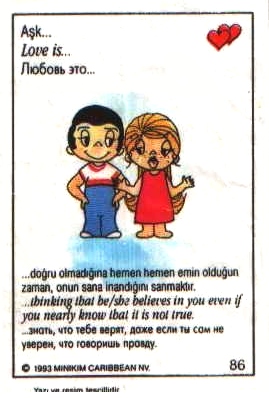 Aşk...
Love is...
Любовь это...
...doğru olmadığına hemen hemen emin olduğun
zaman, onun sana inandığını sanmaktır.
...thinking that he/she believes in you even if
you nearly know that it is not true.
...знать, что тебе верят, даже если ты сам не
уверен, что говоришь правду.
© 1993 MINIKIM CARIBBEAN NV.
86
Yazı ve resim tescillidir